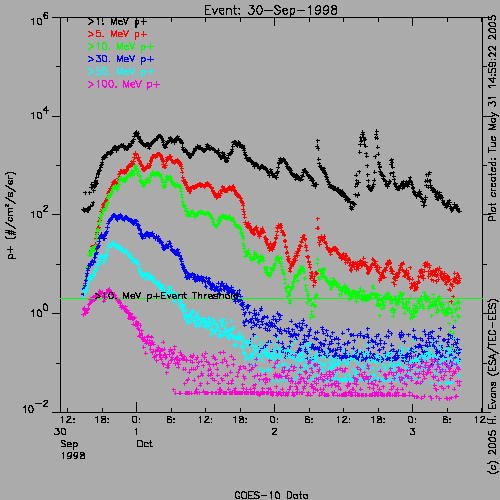 Event: 30-Sep-1998
>1. MeV p+
>5. MeV p+
>10. MeV p+
>30. MeV p+
>50. MeV p+
>100. MeV p+
10^6
10^4
10^2
10^0
10^-2
p+ (#/cm²/s/sr)
>10. MeV p+Event Threshold
12: 18: 0: 6: 12: 18: 0: 6: 12: 18: 0: 6: 12:
30 1 2 3
Sep Oct
1998
GOES-10 Data
Plot created: Tue May 31 14:59:22 2005
(c) 2005 H. Evans (ESA/TEC-EES)